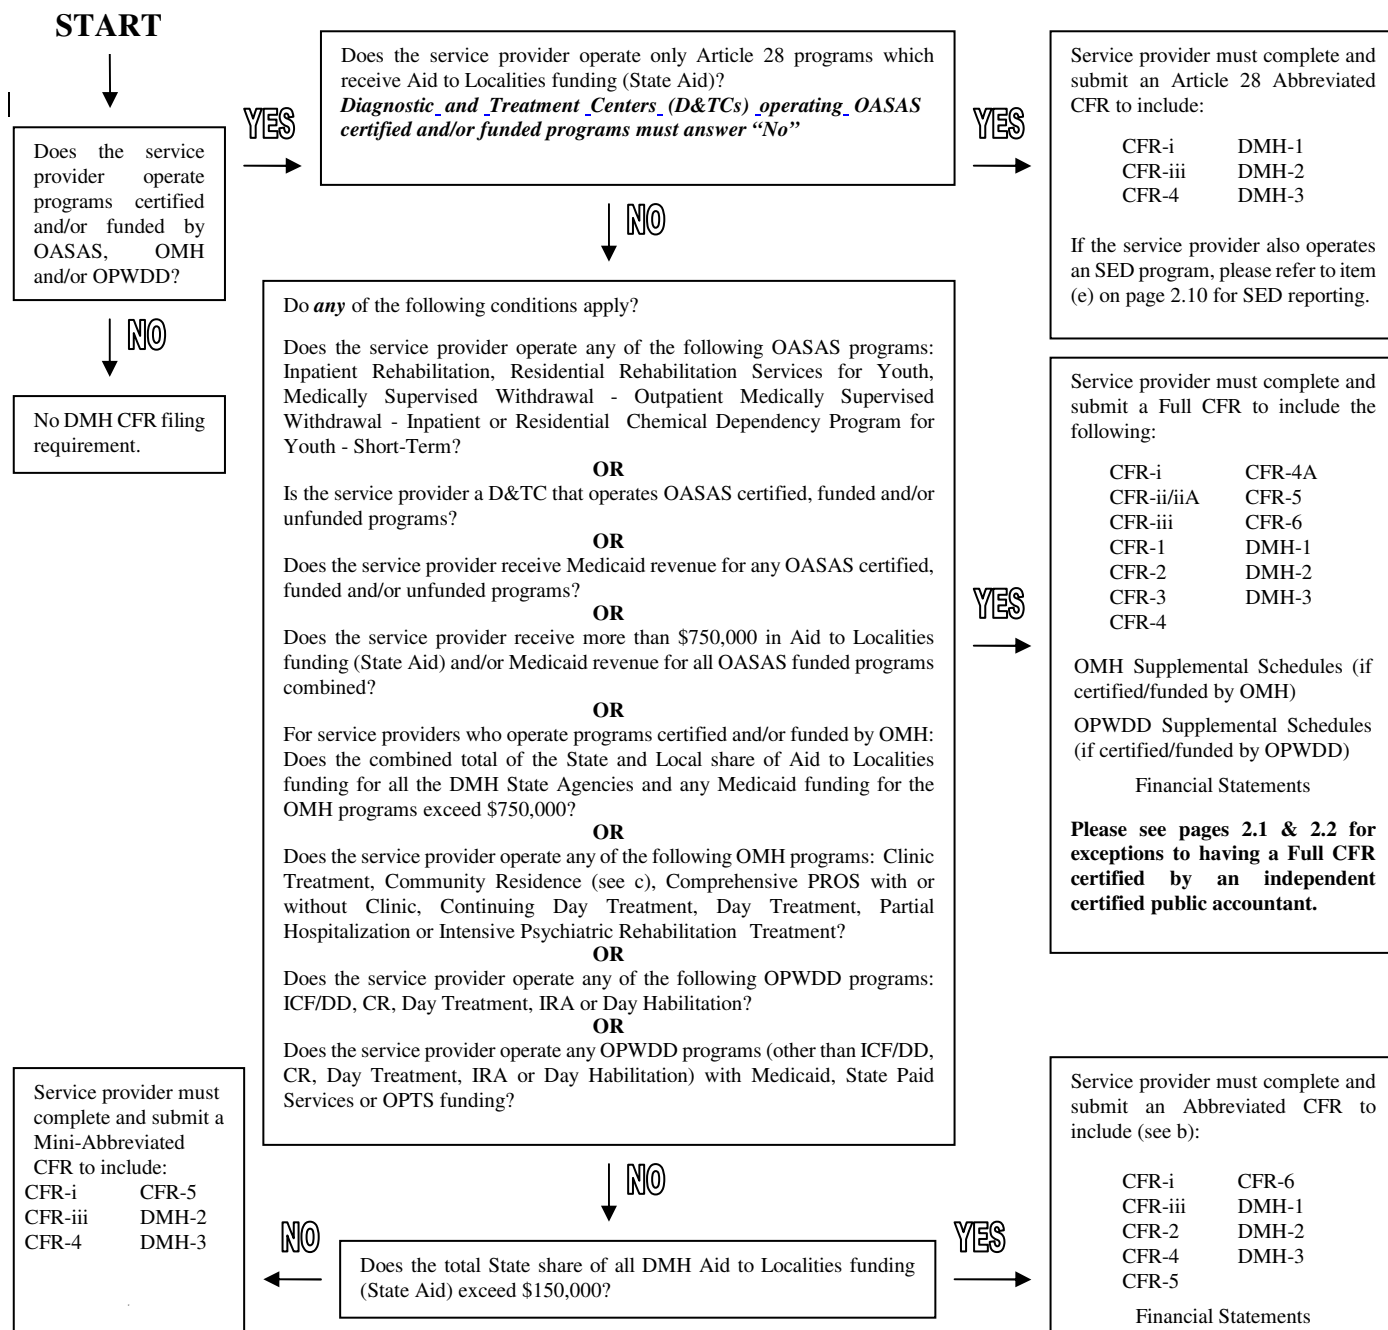 START
Does the service
provider operate
programs certified
and/or funded by
OASAS, OMH
and/or OPWDD?
YES
NO
No DMH CFR filing
requirement.
Does the service provider operate only Article 28 programs which
receive Aid to Localities funding (State Aid)?
Diagnostic and Treatment Centers (D&TCs) operating OASAS
certified and/or funded programs must answer “No”
YES
Service provider must complete and
submit an Article 28 Abbreviated
CFR to include:
CFR-i DMH-1
CFR-iii DMH-2
CFR-4 DMH-3
If the service provider also operates
an SED program, please refer to item
(e) on page 2.10 for SED reporting.
NO
Do any of the following conditions apply?
Does the service provider operate any of the following OASAS programs:
Inpatient Rehabilitation, Residential Rehabilitation Services for Youth,
Medically Supervised Withdrawal - Outpatient Medically Supervised
Withdrawal - Inpatient or Residential Chemical Dependency Program for
Youth - Short-Term?
OR
Is the service provider a D&TC that operates OASAS certified, funded and/or
unfunded programs?
OR
Does the service provider receive Medicaid revenue for any OASAS certified,
funded and/or unfunded programs?
OR
Does the service provider receive more than $750,000 in Aid to Localities
funding (State Aid) and/or Medicaid revenue for all OASAS funded programs
combined?
OR
For service providers who operate programs certified and/or funded by OMH:
Does the combined total of the State and Local share of Aid to Localities
funding for all the DMH State Agencies and any Medicaid funding for the
OMH programs exceed $750,000?
OR
Does the service provider operate any of the following OMH programs: Clinic
Treatment, Community Residence (see c), Comprehensive PROS with or
without Clinic, Continuing Day Treatment, Day Treatment, Partial
Hospitalization or Intensive Psychiatric Rehabilitation Treatment?
OR
Does the service provider operate any of the following OPWDD programs:
ICF/DD, CR, Day Treatment, IRA or Day Habilitation?
OR
Does the service provider operate any OPWDD programs (other than ICF/DD,
CR, Day Treatment, IRA or Day Habilitation) with Medicaid, State Paid
Services or OPTS funding?
YES
Service provider must complete and
submit a Full CFR to include the
following:
CFR-i CFR-4A
CFR-ii/iiA CFR-5
CFR-iii CFR-6
CFR-1 DMH-1
CFR-2 DMH-2
CFR-3 DMH-3
CFR-4
OMH Supplemental Schedules (if
certified/funded by OMH)
OPWDD Supplemental Schedules
(if certified/funded by OPWDD)
Financial Statements
Please see pages 2.1 & 2.2 for
exceptions to having a Full CFR
certified by an independent
certified public accountant.
NO
Does the total State share of all DMH Aid to Localities funding
(State Aid) exceed $150,000?
NO
Service provider must
complete and submit a
Mini-Abbreviated
CFR to include:
CFR-i CFR-5
CFR-iii DMH-2
CFR-4 DMH-3
YES
Service provider must complete and
submit an Abbreviated CFR to
include (see b):
CFR-i CFR-6
CFR-iii DMH-1
CFR-2 DMH-2
CFR-4 DMH-3
CFR-5
Financial Statements